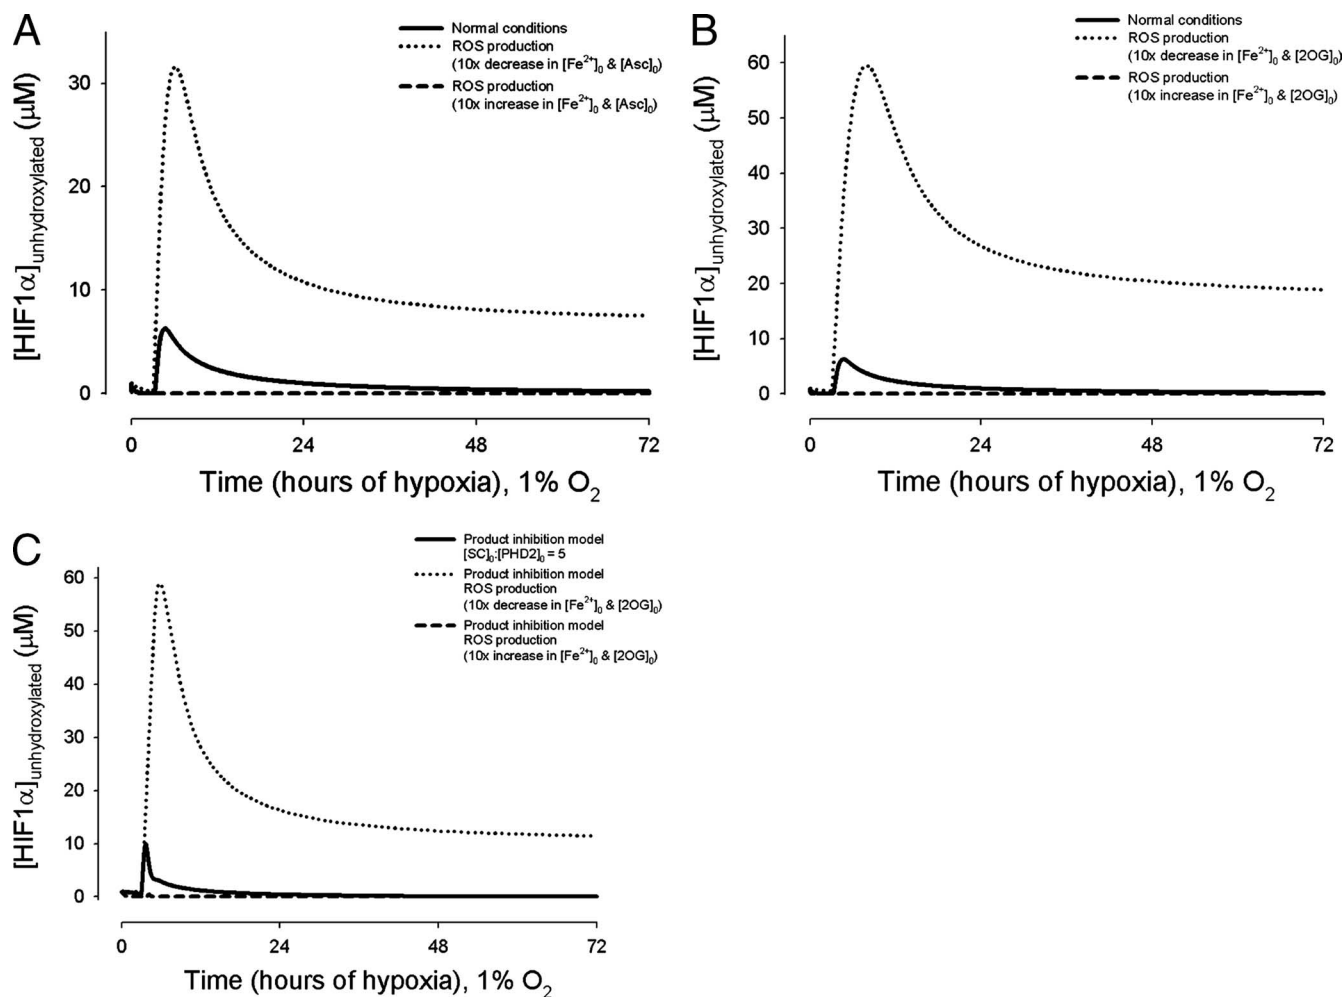 A
Normal conditions
ROS production
(10x decrease in [Fe²⁺]₀ & [Asc]₀)
ROS production
(10x increase in [Fe²⁺]₀ & [Asc]₀)
[HIF1α]unhydroxylated (μM)
30
20
10
0
0 24 48 72
Time (hours of hypoxia), 1% O₂
B
Normal conditions
ROS production
(10x decrease in [Fe²⁺]₀ & [2OG]₀)
ROS production
(10x increase in [Fe²⁺]₀ & [2OG]₀)
[HIF1α]unhydroxylated (μM)
60
50
40
30
20
10
0
0 24 48 72
Time (hours of hypoxia), 1% O₂
C
Product inhibition model
[SC]₀:[PHD2]₀ = 5
Product inhibition model
ROS production
(10x decrease in [Fe²⁺]₀ & [2OG]₀)
Product inhibition model
ROS production
(10x increase in [Fe²⁺]₀ & [2OG]₀)
[HIF1α]unhydroxylated (μM)
60
50
40
30
20
10
0
0 24 48 72
Time (hours of hypoxia), 1% O₂